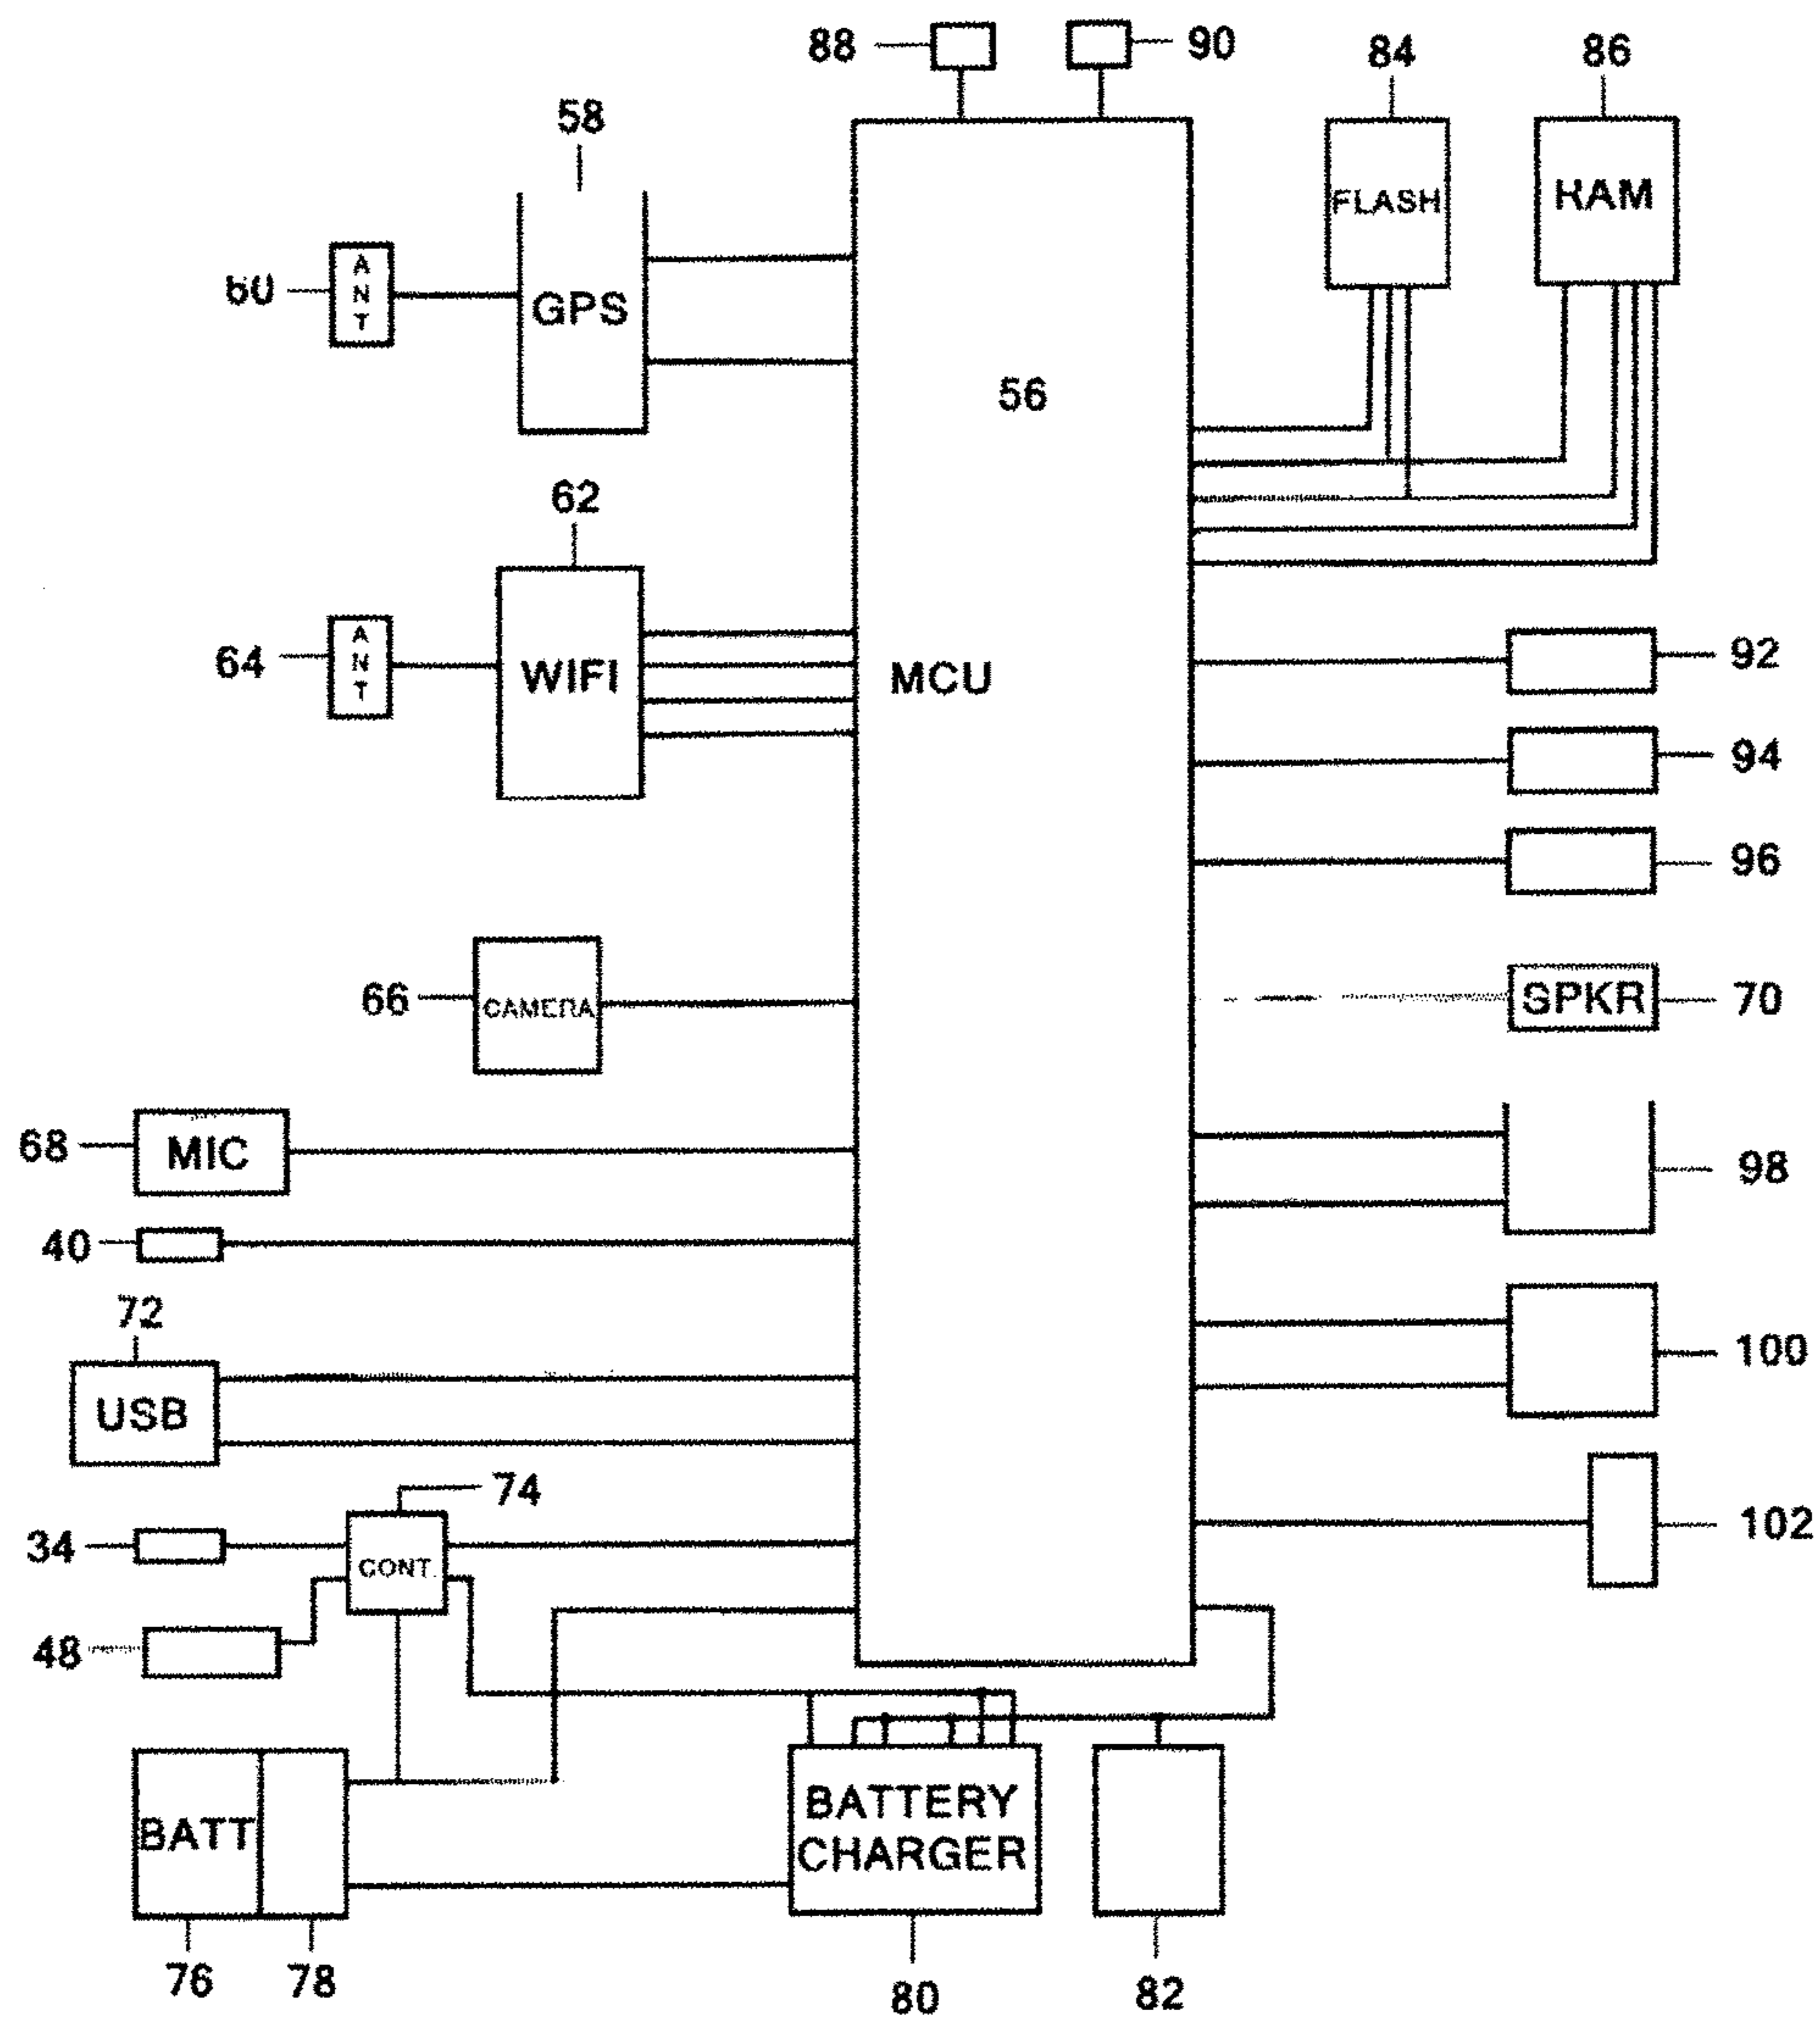 88
90
84
86
58
FLASH
RAM
60
A
N
T
GPS
56
62
64
A
N
T
WIFI
MCU
92
94
96
66
CAMERA
SPKR
70
68
MIC
98
40
72
USB
100
74
34
CONT.
102
48
BATT
BATTERY
CHARGER
76
78
80
82